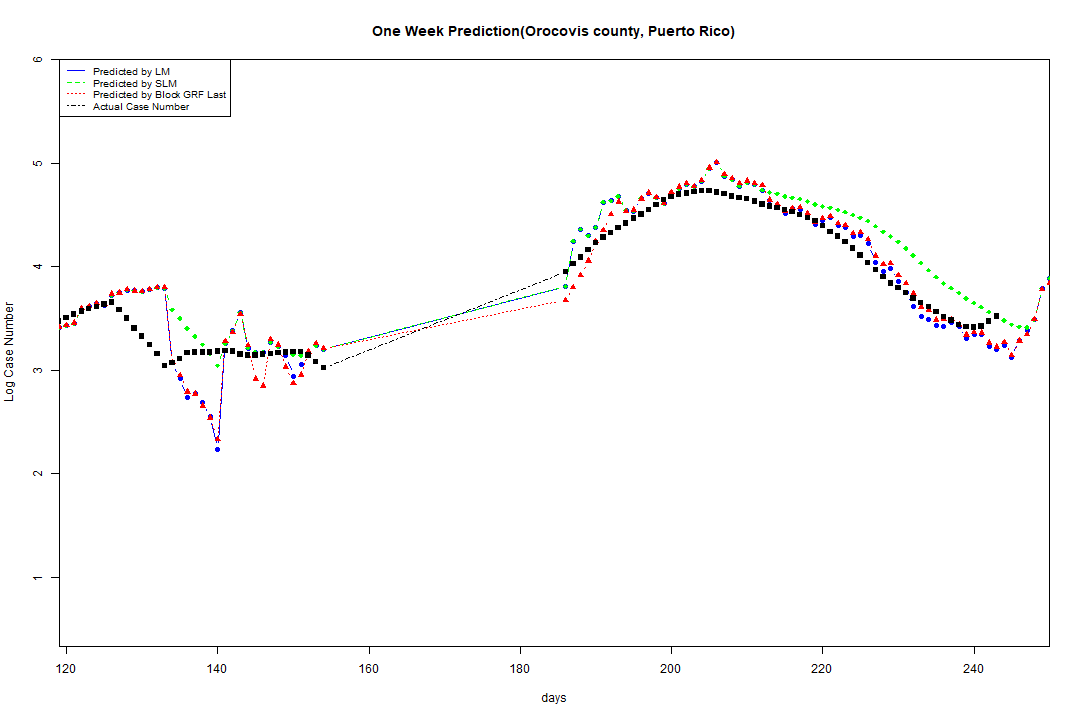 One Week Prediction(Orocovis county, Puerto Rico)
Predicted by LM
Predicted by SLM
Predicted by Block GRF Last
Actual Case Number
6
5
4
3
2
1
Log Case Number
120 140 160 180 200 220 240
days